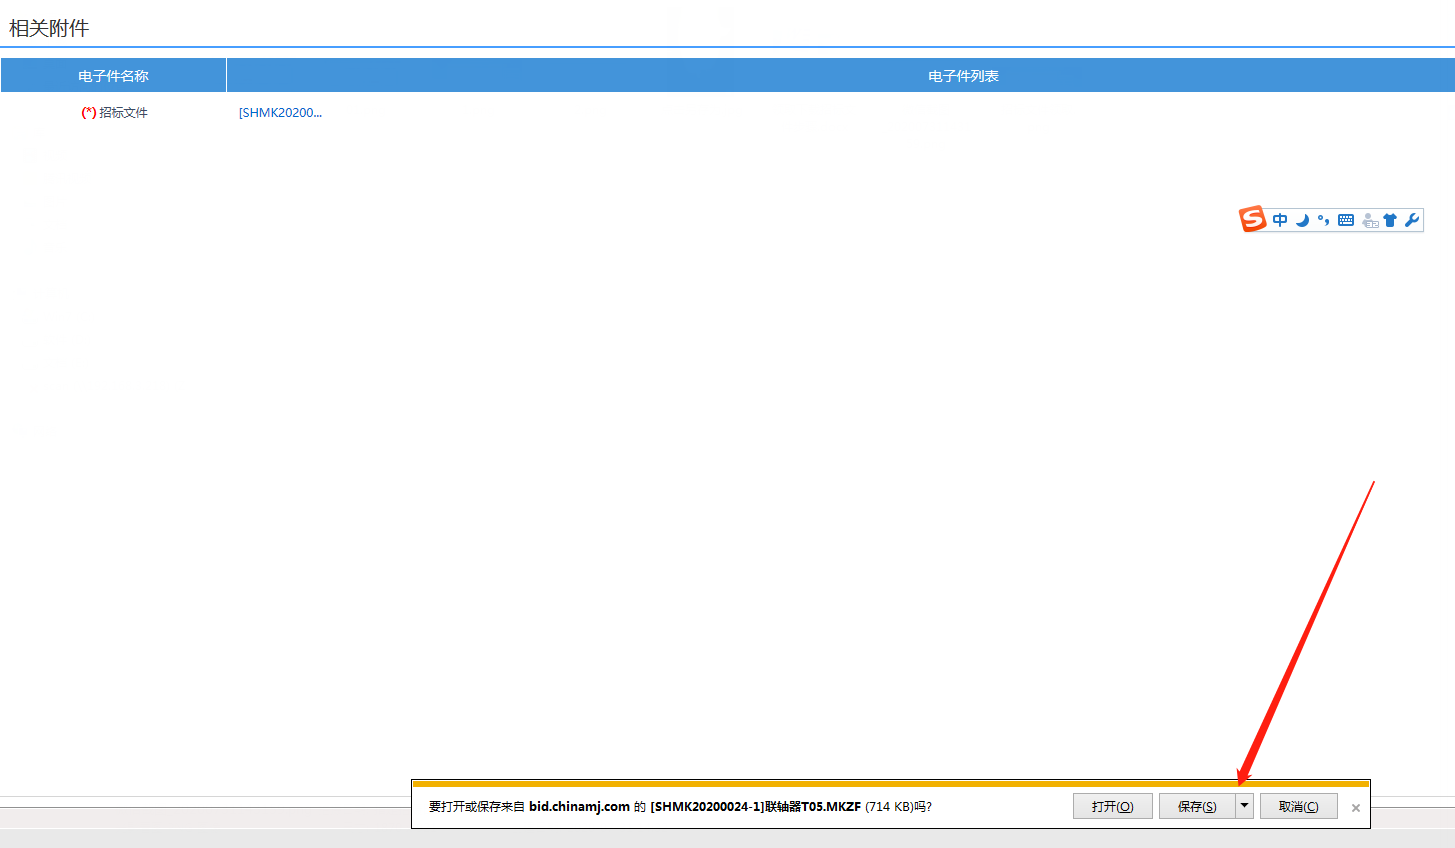 相关附件
电子件名称 电子件列表
(*) 招标文件 [SHMK20200...
中
要打开或保存来自 bid.chinamj.com 的 [SHMK20200024-1]联轴器T05.MKZF (714 KB)吗? 打开(O) 保存(S) 取消(C) ×